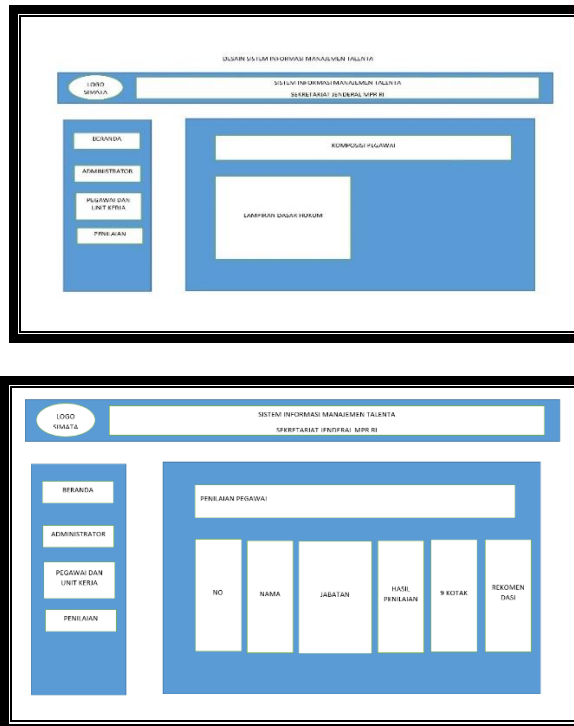 DESAIN SISTEM INFORMASI MANAJEMEN TALENTA
LOGO
SIMATA
SISTEM INFORMASI MANAJEMEN TALENTA
SEKRETARIAT JENDERAL MPR RI
BERANDA
ADMINISTRATOR
PEGAWAI DAN
UNIT KERJA
PENILAIAN
KOMPOSISI PEGAWAI
LAMPIRAN DASAR HUKUM
LOGO
SIMATA
SISTEM INFORMASI MANAJEMEN TALENTA
SEKRETARIAT JENDERAL MPR RI
BERANDA
ADMINISTRATOR
PEGAWAI DAN
UNIT KERJA
PENILAIAN
PENILAIAN PEGAWAI
NO
NAMA
JABATAN
HASIL
PENILAIAN
9 KOTAK
REKOMEN
DASI